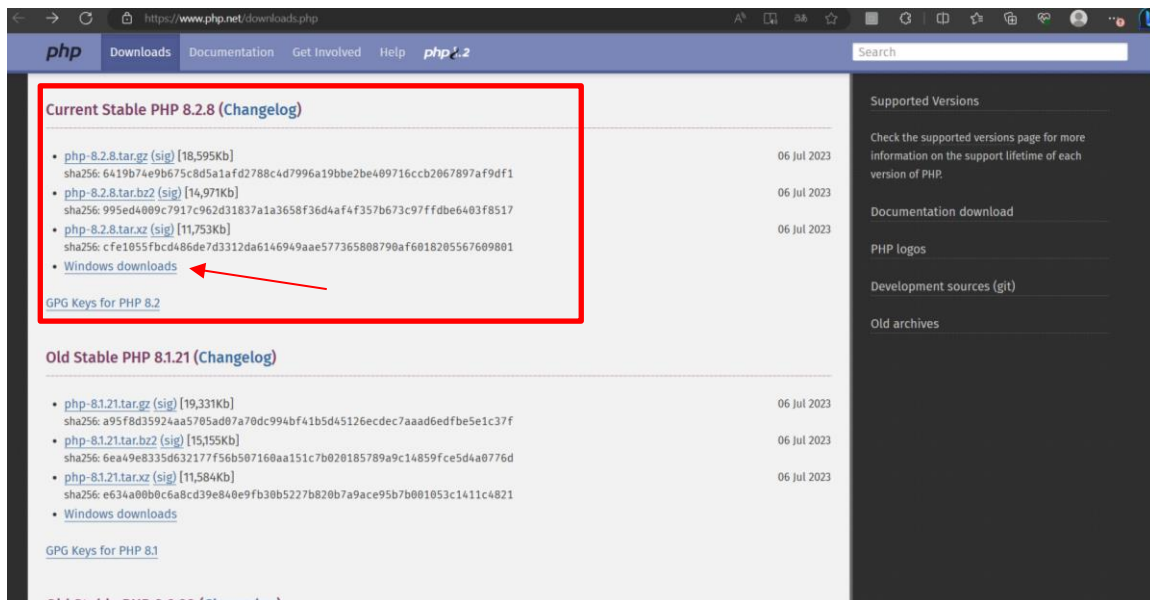 https://www.php.net/downloads.php
php Downloads Documentation Get Involved Help Search
Current Stable PHP 8.2.8 (Changelog)
• php-8.2.8.tar.gz (sig) [18,595Kb] 06 Jul 2023
sha256: 6419b74e9b675c8d5a1afd2788c4d7996a19bbe2be409716ccb2067897af9df1
• php-8.2.8.tar.bz2 (sig) [14,971Kb] 06 Jul 2023
sha256: 995ed4009c7917c962d31837a1a3658f36d4af4f357b673c97ffdbe6403f8517
• php-8.2.8.tar.xz (sig) [11,753Kb] 06 Jul 2023
sha256: cfe1055fbcd486de7d3312da6146949aae577365808790af6018205567609801
• Windows downloads
GPG Keys for PHP 8.2
Old Stable PHP 8.1.21 (Changelog)
• php-8.1.21.tar.gz (sig) [19,331Kb] 06 Jul 2023
sha256: a95f8d35924aa5705ad07a70dc994bf41b5d45126ecdec7aaad6edfbe5e1c37f
• php-8.1.21.tar.bz2 (sig) [15,155Kb] 06 Jul 2023
sha256: 6ea49e8335d632177f56b507160aa151c7b020185789a9c14859fce5d4a0776d
• php-8.1.21.tar.xz (sig) [11,584Kb] 06 Jul 2023
sha256: e634a00b0c6a8cd39e840e9fb30b5227b820b7a9ace95b7b001053c1411c4821
• Windows downloads
GPG Keys for PHP 8.1
Supported Versions
Check the supported versions page for more
information on the support lifetime of each
version of PHP.
Documentation download
PHP logos
Development sources (git)
Old archives